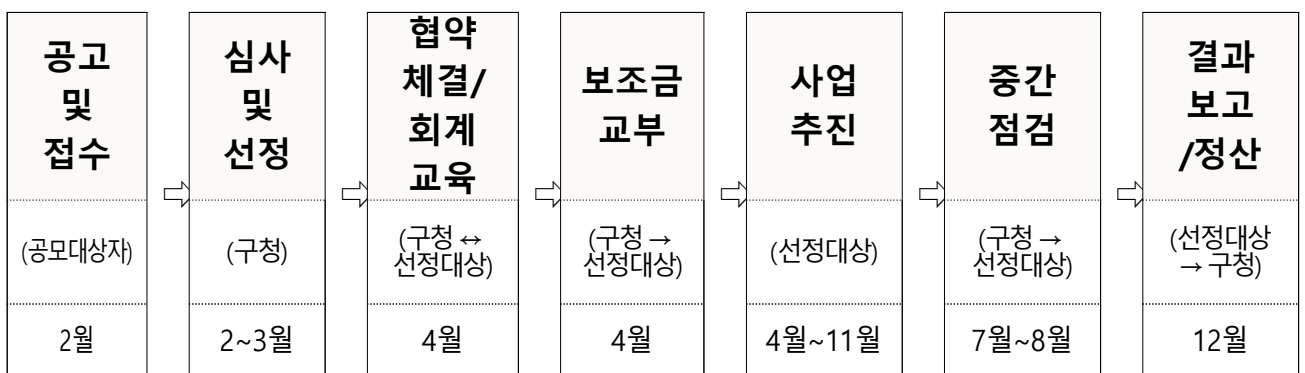 공고
및
접수
(공모대상자)
2월
⇨
심사
및
선정
(구청)
2~3월
⇨
협약
체결/
회계
교육
(구청 ↔
선정대상)
4월
⇨
보조금
교부
(구청 →
선정대상)
4월
⇨
사업
추진
(선정대상)
4월~11월
⇨
중간
점검
(구청 →
선정대상)
7월~8월
⇨
결과
보고
/정산
(선정대상
→ 구청)
12월